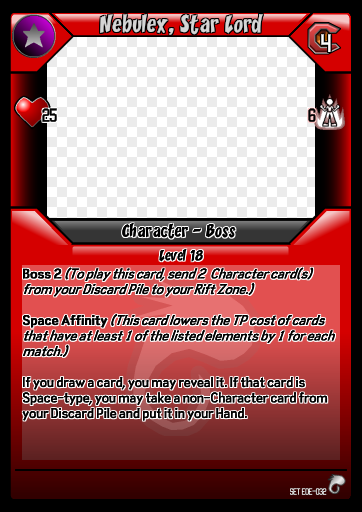 Nebulex, Star Lord
4
25
6
Character - Boss
Level 18
Boss 2 (To play this card, send 2 Character card(s)
from your Discard Pile to your Rift Zone.)
Space Affinity (This card lowers the TP cost of cards
that have at least 1 of the listed elements by 1 for each
match.)
If you draw a card, you may reveal it. If that card is
Space-type, you may take a non-Character card from
your Discard Pile and put it in your Hand.
SET EOE-032